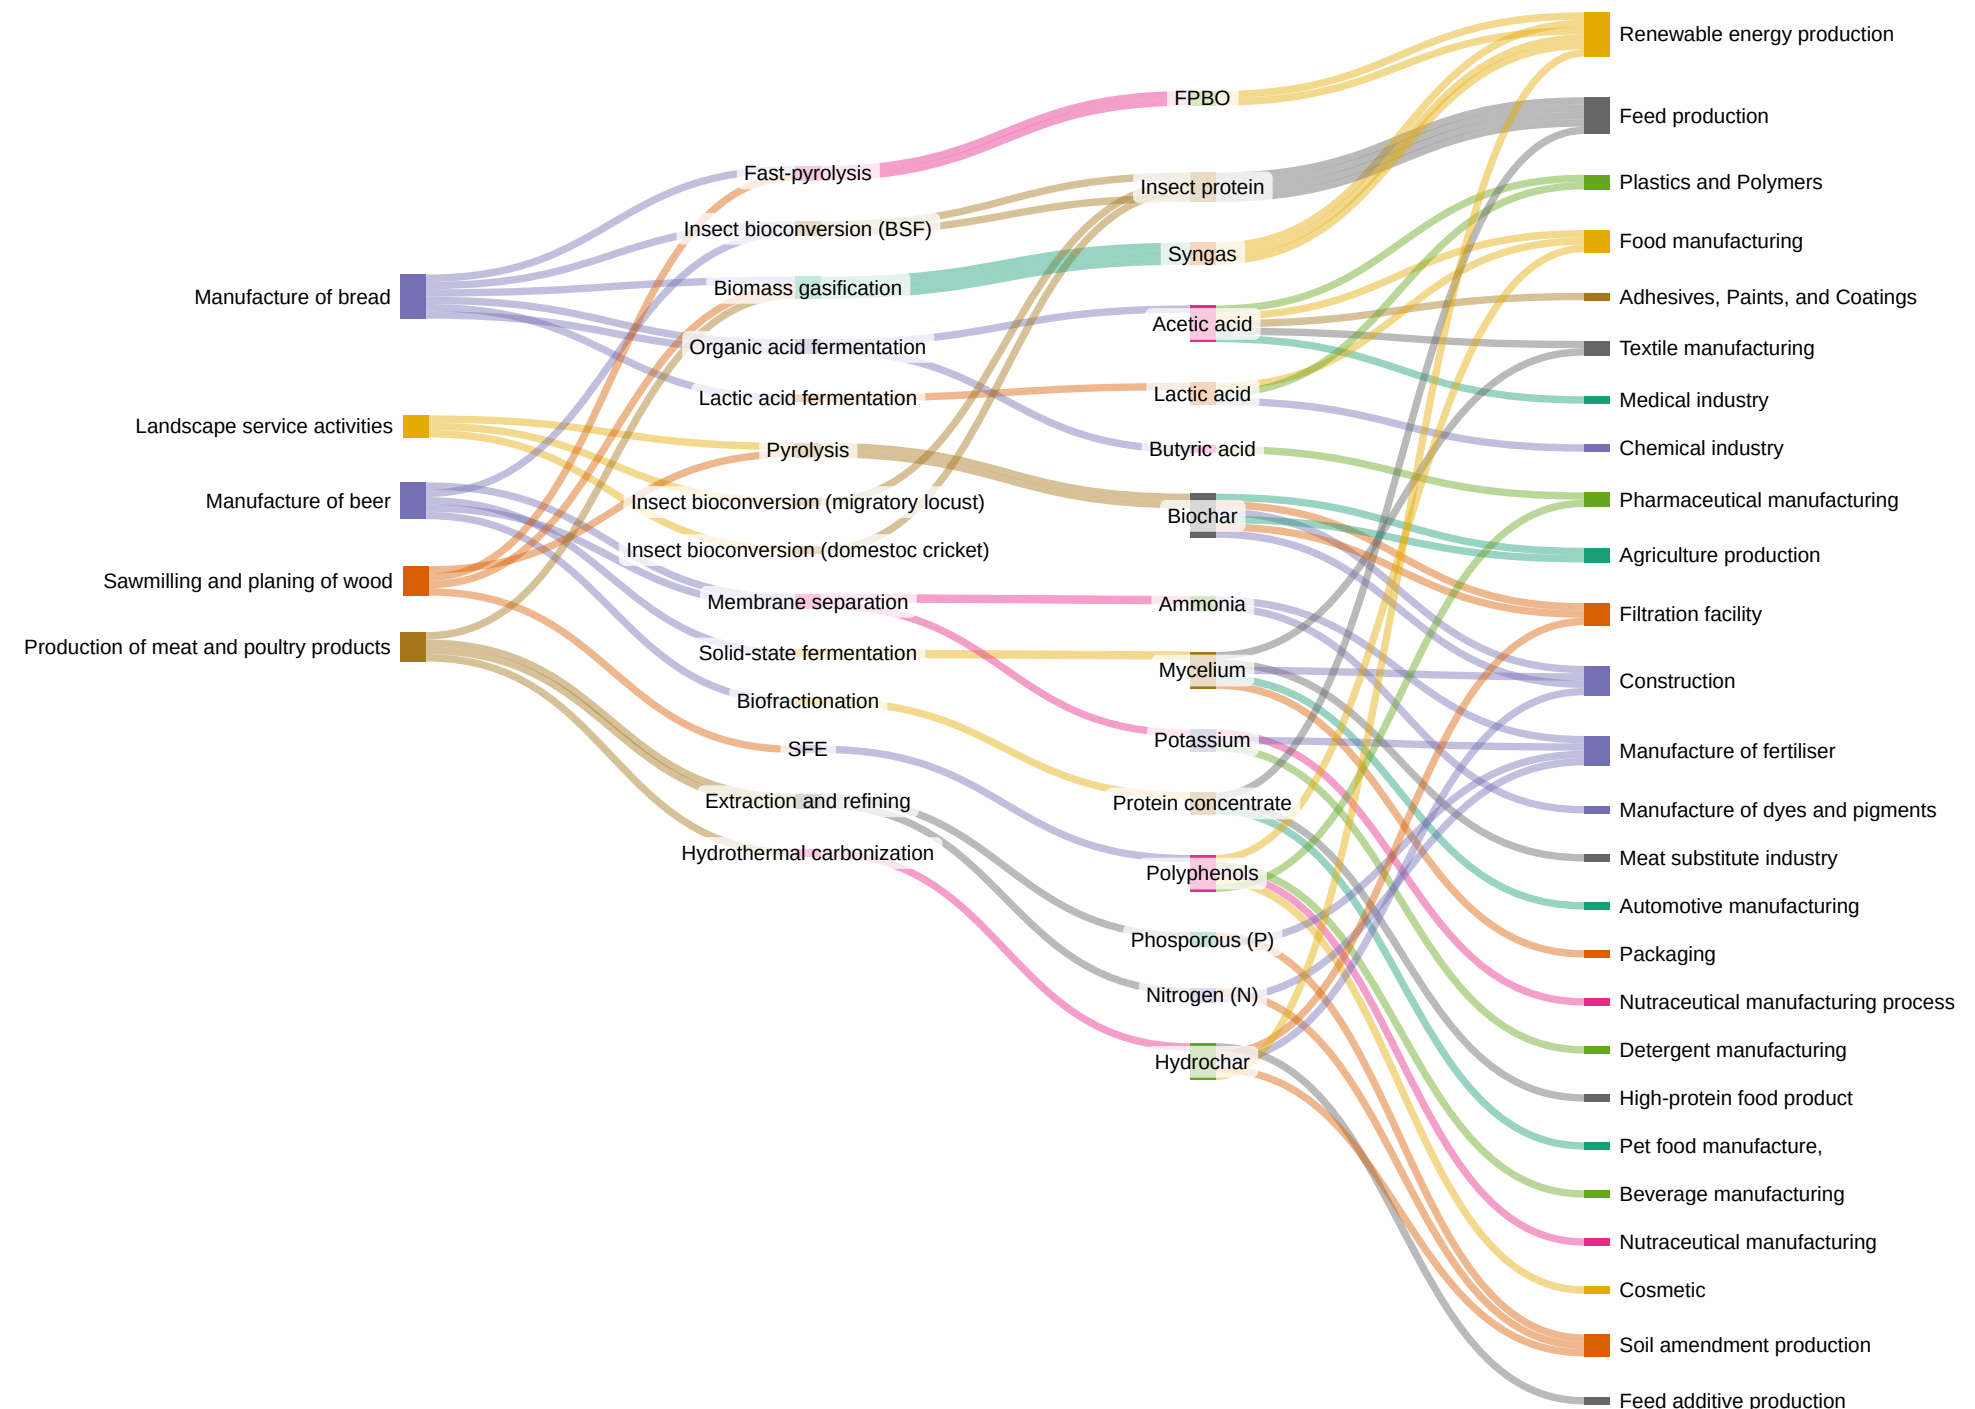 Manufacture of bread
Landscape service activities
Manufacture of beer
Sawmilling and planing of wood
Production of meat and poultry products
Fast-pyrolysis
Insect bioconversion (BSF)
Biomass gasification
Organic acid fermentation
Lactic acid fermentation
Pyrolysis
Insect bioconversion (migratory locust)
Insect bioconversion (domestoc cricket)
Membrane separation
Solid-state fermentation
Biofractionation
SFE
Extraction and refining
Hydrothermal carbonization
FPBO
Insect protein
Syngas
Acetic acid
Lactic acid
Butyric acid
Biochar
Ammonia
Mycelium
Potassium
Protein concentrate
Polyphenols
Phosporous (P)
Nitrogen (N)
Hydrochar
Renewable energy production
Feed production
Plastics and Polymers
Food manufacturing
Adhesives, Paints, and Coatings
Textile manufacturing
Medical industry
Chemical industry
Pharmaceutical manufacturing
Agriculture production
Filtration facility
Construction
Manufacture of fertiliser
Manufacture of dyes and pigments
Meat substitute industry
Automotive manufacturing
Packaging
Nutraceutical manufacturing process
Detergent manufacturing
High-protein food product
Pet food manufacture,
Beverage manufacturing
Nutraceutical manufacturing
Cosmetic
Soil amendment production
Feed additive production